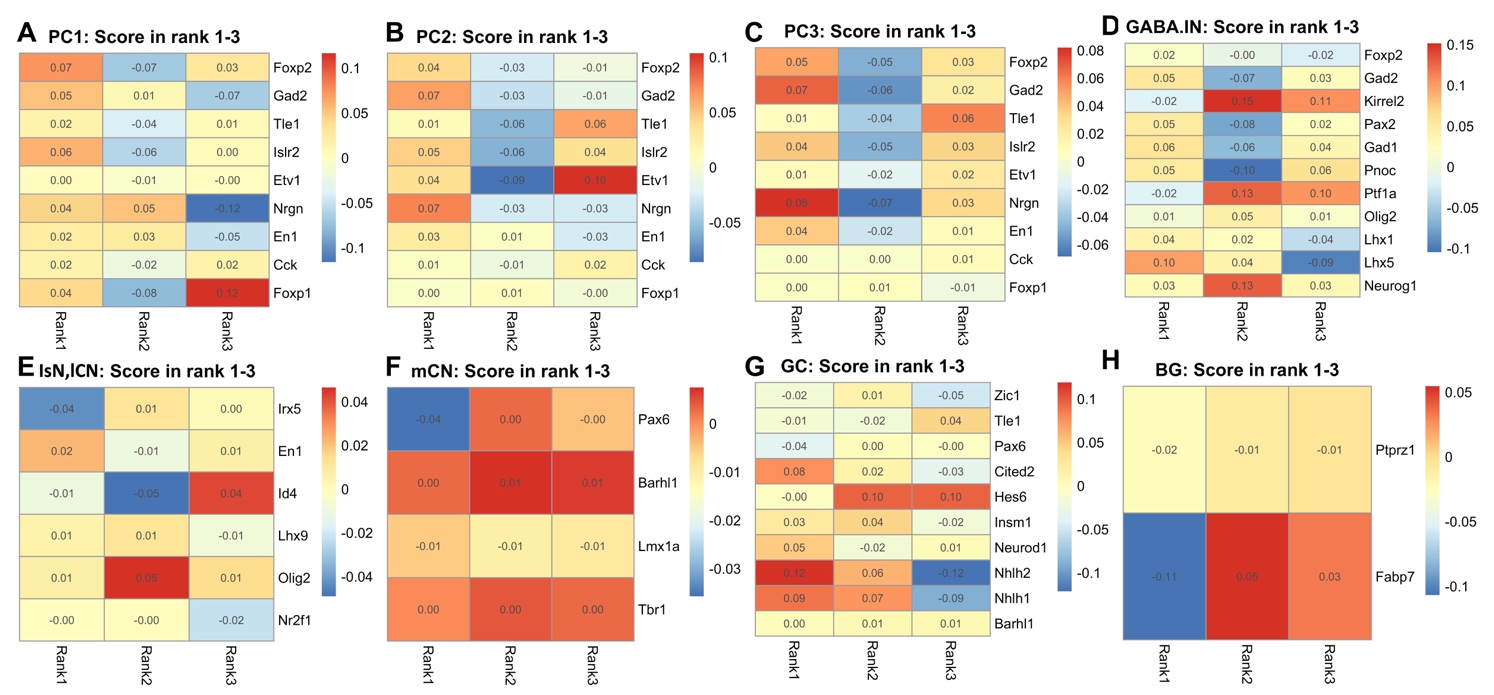 A PC1: Score in rank 1-3
0.07 -0.07 0.03 Foxp2
0.05 0.01 -0.07 Gad2
0.02 -0.04 0.01 Tle1
0.06 -0.06 0.00 Islr2
0.00 -0.01 -0.00 Etv1
0.04 0.05 -0.12 Nrgn
0.02 0.03 -0.05 En1
0.02 -0.02 0.02 Cck
0.04 -0.08 0.12 Foxp1
Rank1 Rank2 Rank3
0.1
0.05
0
-0.05
-0.1
B PC2: Score in rank 1-3
0.04 -0.03 -0.01 Foxp2
0.07 -0.03 -0.01 Gad2
0.01 -0.06 0.06 Tle1
0.05 -0.06 0.04 Islr2
0.04 -0.09 0.10 Etv1
0.07 -0.03 -0.03 Nrgn
0.03 0.01 -0.03 En1
0.01 -0.01 0.02 Cck
0.00 0.01 -0.00 Foxp1
Rank1 Rank2 Rank3
0.1
0.05
0
-0.05
C PC3: Score in rank 1-3
0.05 -0.05 0.03 Foxp2
0.07 -0.06 0.02 Gad2
0.01 -0.04 0.06 Tle1
0.04 -0.05 0.03 Islr2
0.01 -0.02 0.02 Etv1
0.08 -0.07 0.03 Nrgn
0.04 -0.02 0.01 En1
0.00 0.00 0.01 Cck
0.00 0.01 -0.01 Foxp1
Rank1 Rank2 Rank3
0.08
0.06
0.04
0.02
0
-0.02
-0.04
-0.06
D GABA.IN: Score in rank 1-3
0.02 -0.00 -0.02 Foxp2
0.05 -0.07 0.03 Gad2
-0.02 0.15 0.11 Kirrel2
0.05 -0.08 0.02 Pax2
0.06 -0.06 0.04 Gad1
0.05 -0.10 0.06 Pnoc
-0.02 0.13 0.10 Ptf1a
0.01 0.05 0.01 Olig2
0.04 0.02 -0.04 Lhx1
0.10 0.04 -0.09 Lhx5
0.03 0.13 0.03 Neurog1
Rank1 Rank2 Rank3
0.15
0.1
0.05
0
-0.05
-0.1
E IsN,lCN: Score in rank 1-3
-0.04 0.01 0.00 Irx5
0.02 -0.01 0.01 En1
-0.01 -0.05 0.04 Id4
0.01 0.01 -0.01 Lhx9
0.01 0.05 0.01 Olig2
-0.00 -0.00 -0.02 Nr2f1
Rank1 Rank2 Rank3
0.04
0.02
0
-0.02
-0.04
F mCN: Score in rank 1-3
-0.04 0.00 -0.00 Pax6
0.00 0.01 0.01 Barhl1
-0.01 -0.01 -0.01 Lmx1a
0.00 0.00 0.00 Tbr1
Rank1 Rank2 Rank3
0
-0.01
-0.02
-0.03
G GC: Score in rank 1-3
-0.02 0.01 -0.05 Zic1
-0.01 -0.02 0.04 Tle1
-0.04 0.00 -0.00 Pax6
0.08 0.02 -0.03 Cited2
-0.00 0.10 0.10 Hes6
0.03 0.04 -0.02 Insm1
0.05 -0.02 0.01 Neurod1
0.12 0.06 -0.12 Nhlh2
0.09 0.07 -0.09 Nhlh1
0.00 0.01 0.01 Barhl1
Rank1 Rank2 Rank3
0.1
0.05
0
-0.05
-0.1
H BG: Score in rank 1-3
-0.02 -0.01 -0.01 Ptprz1
-0.11 0.05 0.03 Fabp7
Rank1 Rank2 Rank3
0.05
0
-0.05
-0.1